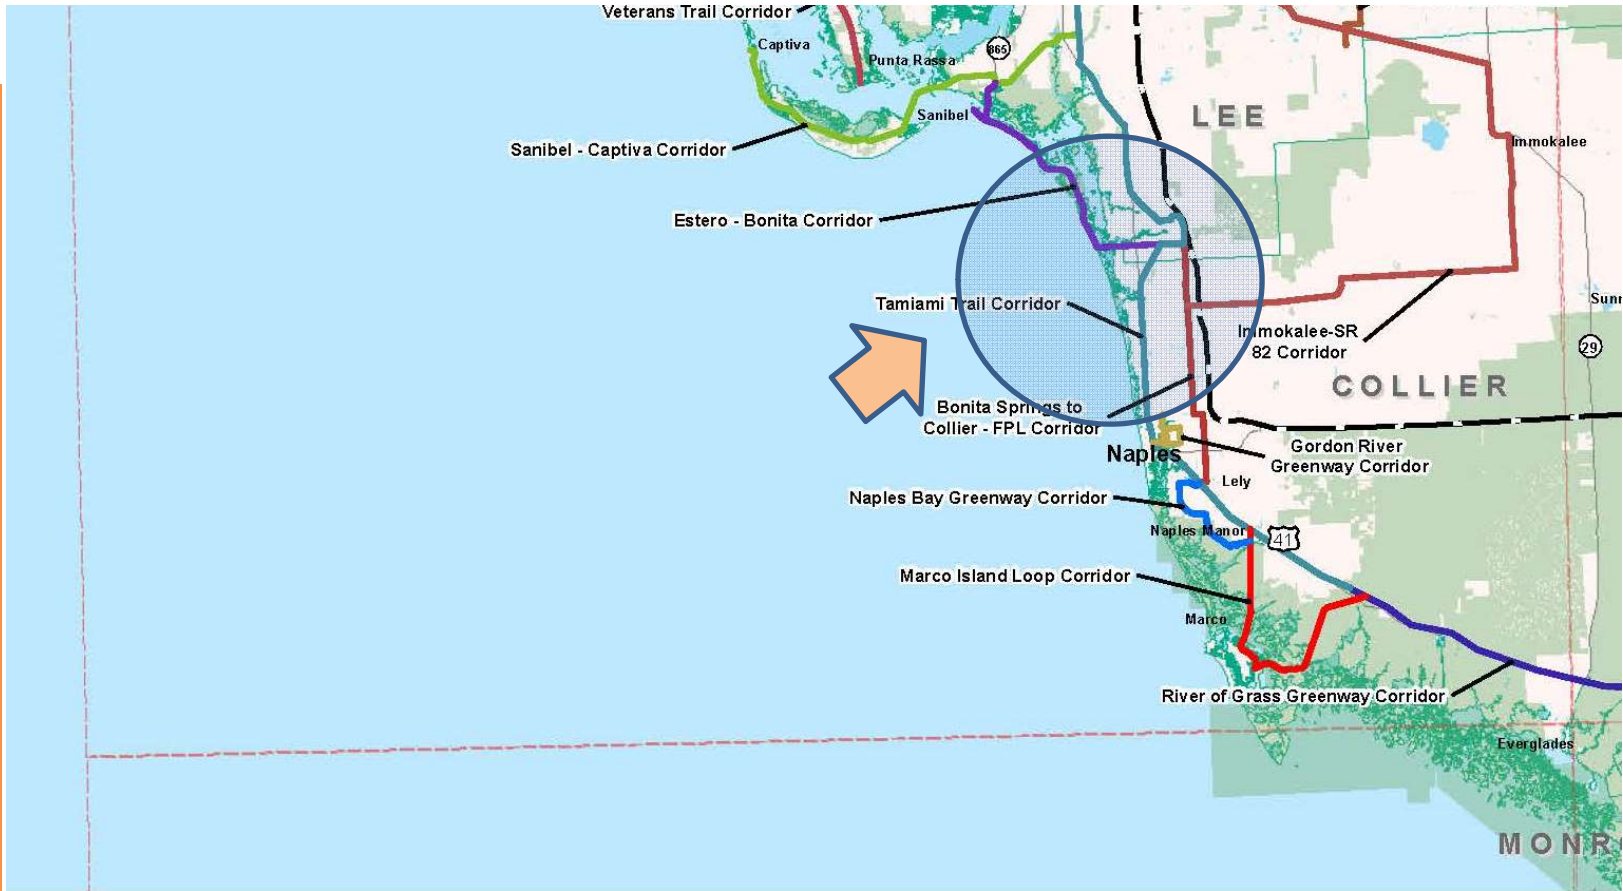 Veterans Trail Corridor
Captiva
865
Punta Rassa
LEE
Sanibel
Immokalee
Sanibel - Captiva Corridor
Estero - Bonita Corridor
Tamiami Trail Corridor
Immokalee-SR
82 Corridor
29
COLLIER
Bonita Springs to
Collier - FPL Corridor
Gordon River
Greenway Corridor
Naples
Lely
Naples Bay Greenway Corridor
Naples Manor
41
Marco Island Loop Corridor
Marco
River of Grass Greenway Corridor
Everglades